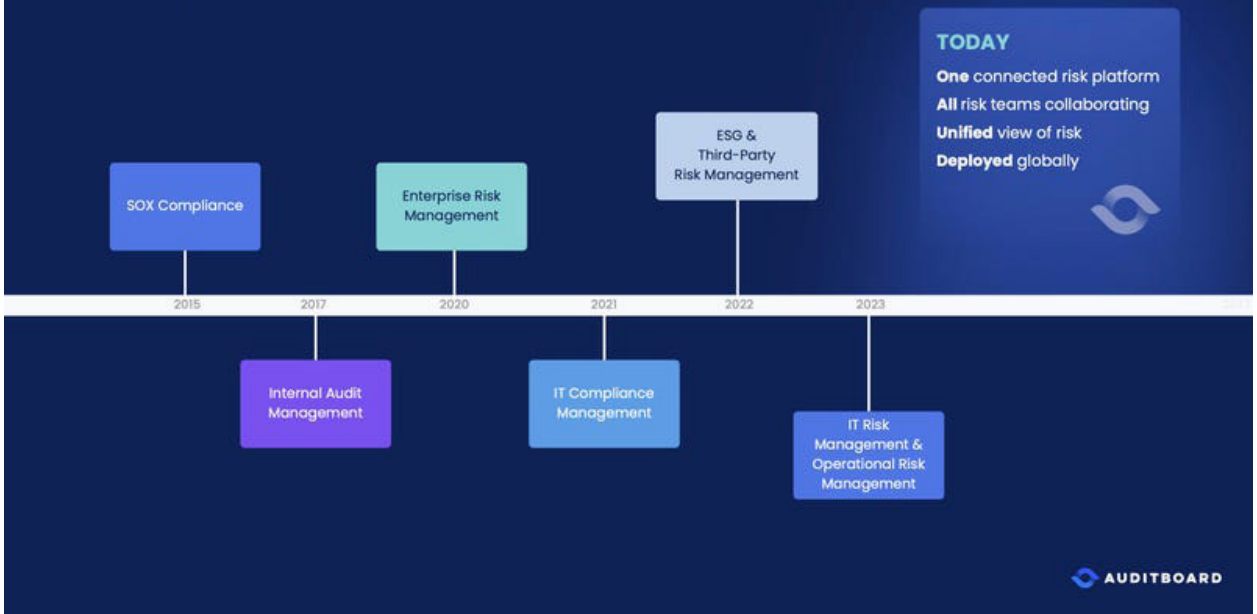 TODAY
One connected risk platform
All risk teams collaborating
Unified view of risk
Deployed globally
ESG &
Third-Party
Risk Management
SOX Compliance
Enterprise Risk
Management
2015
2017
2020
2021
2022
2023
Internal Audit
Management
IT Compliance
Management
IT Risk
Management &
Operational Risk
Management
AUDITBOARD